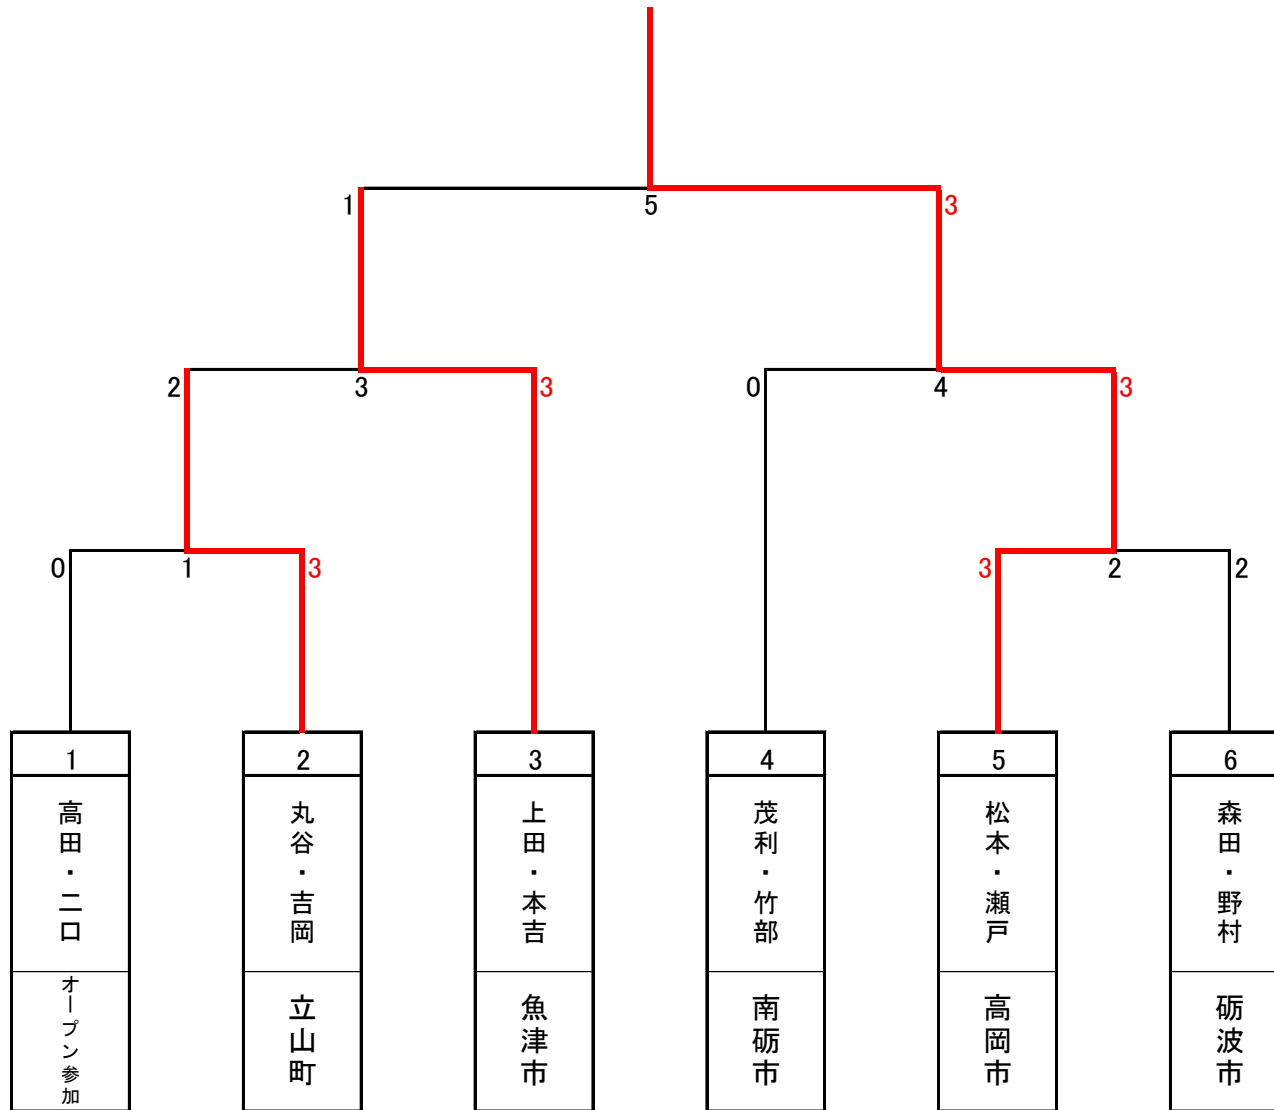 1 5 3
2 3 3 0 4 3
0 1 3 3 2 2
1 2 3 4 5 6
高田・二口
丸谷・吉岡
上田・本吉
茂利・竹部
松本・瀬戸
森田・野村
オープン参加
立山町
魚津市
南砺市
高岡市
砺波市